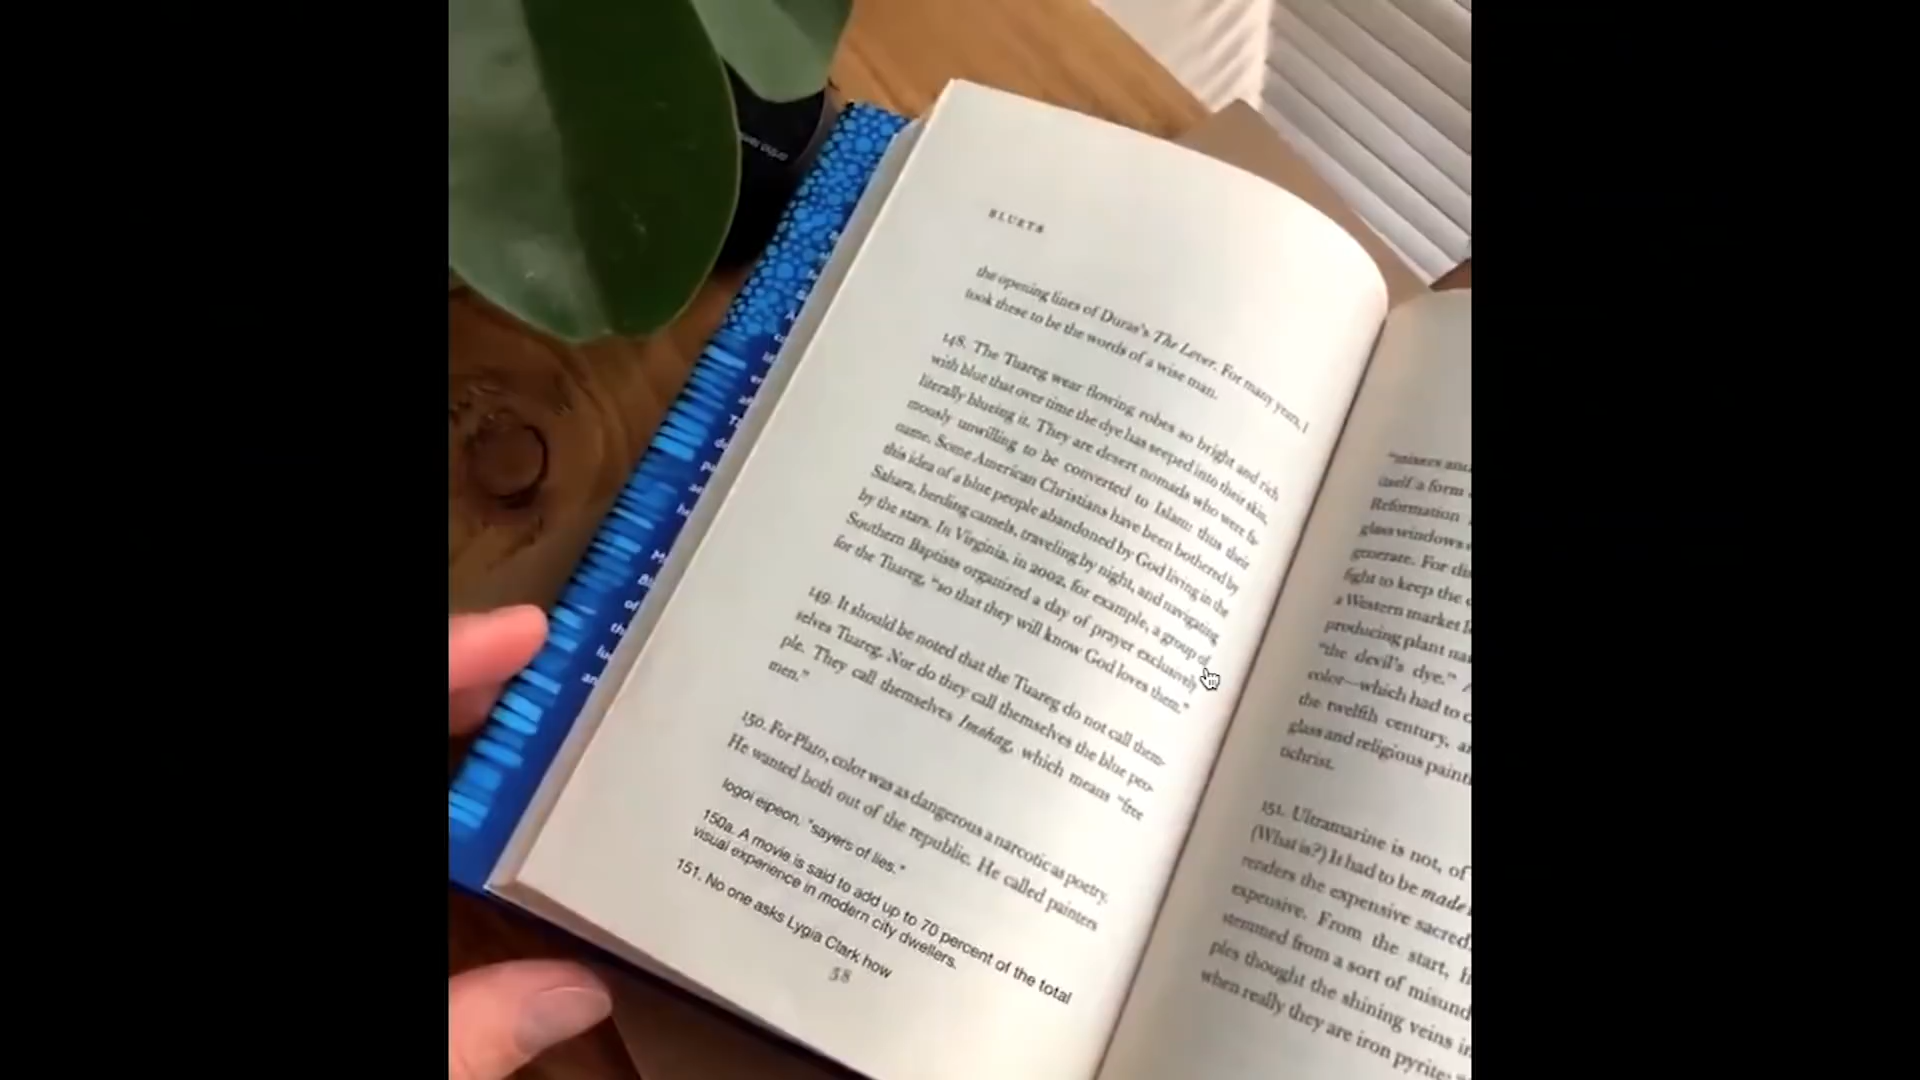 BLUETS
the opening lines of Duras's The Lover. For many years, I
took these to be the words of a wise man.
148. The Tuareg wear flowing robes so bright and rich
with blue that over time the dye has seeped into their skin,
literally blueing it. They are desert nomads who were fa-
mously unwilling to be converted to Islam: thus their
name. Some American Christians have been bothered by
this idea of a blue people abandoned by God living in the
Sahara, herding camels, traveling by night, and navigating
by the stars. In Virginia, in 2002, for example, a group of
Southern Baptists organized a day of prayer exclusively
for the Tuareg, "so that they will know God loves them."
149. It should be noted that the Tuareg do not call them-
selves Tuareg. Nor do they call themselves the blue peo-
ple. They call themselves Imohag, which means "free
men."
150. For Plato, color was as dangerous a narcotic as poetry.
He wanted both out of the republic. He called painters
logoi eipeon, "sayers of lies."
150a. A movie is said to add up to 70 percent of the total
visual experience in modern city dwellers.
151. No one asks Lygia Clark how
58
"misers and
itself a form
Reformation
glass windows
generate. For
fight to keep the
a Western market
producing plant
"the devil's dye."
color—which had to
the twelfth century,
glass and religious
tichrist.
151. Ultramarine is not, of
(What is?) It had to be made
renders the expensive sacred
expensive. From the start,
stemmed from a sort of
ples thought the shining veins
when really they are iron pyrite: